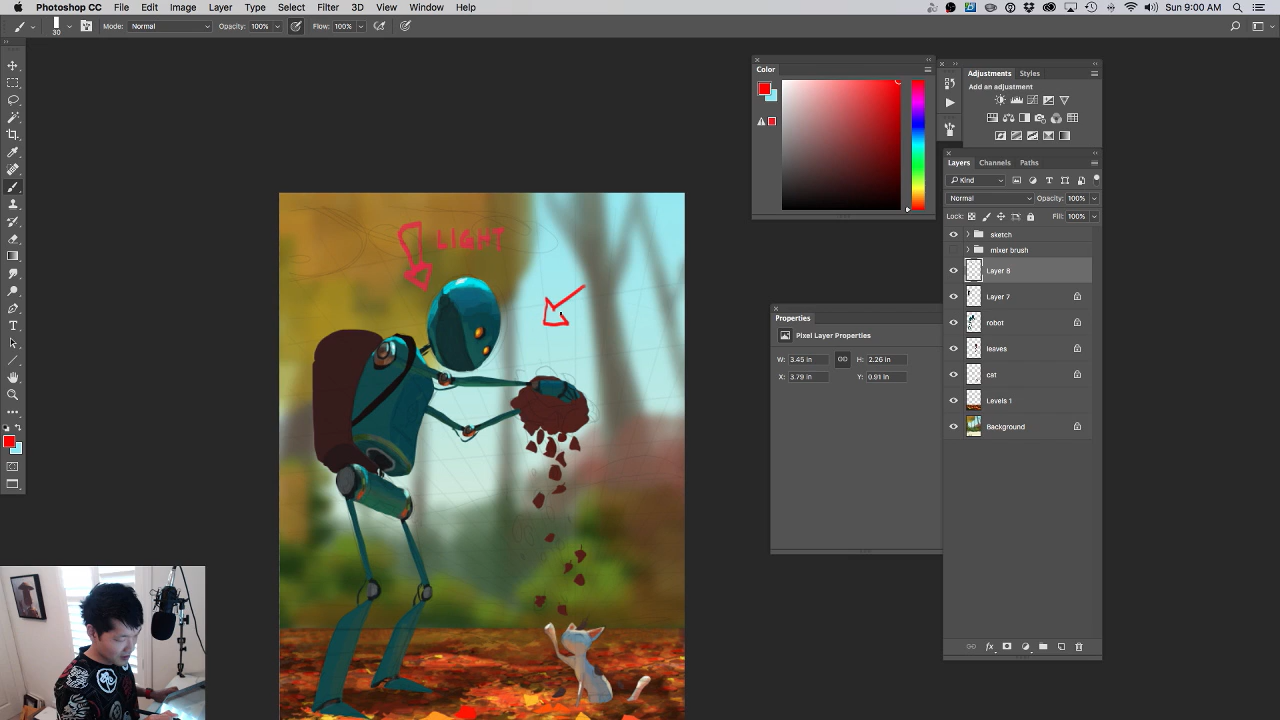 Photoshop CC File Edit Image Layer Type Select Filter 3D View Window Help Sun 9:00 AM
30 Mode: Normal Opacity: 100% Flow: 100%
Color
Adjustments Styles
Add an adjustment
Layers Channels Paths
Kind
Normal Opacity: 100%
Lock: Fill: 100%
sketch
mixer brush
Layer 8
Layer 7
robot
leaves
cat
Levels 1
Background
Properties
Pixel Layer Properties
W: 3.45 in H: 2.26 in
X: 3.79 in Y: 0.91 in
LIGHT
fx